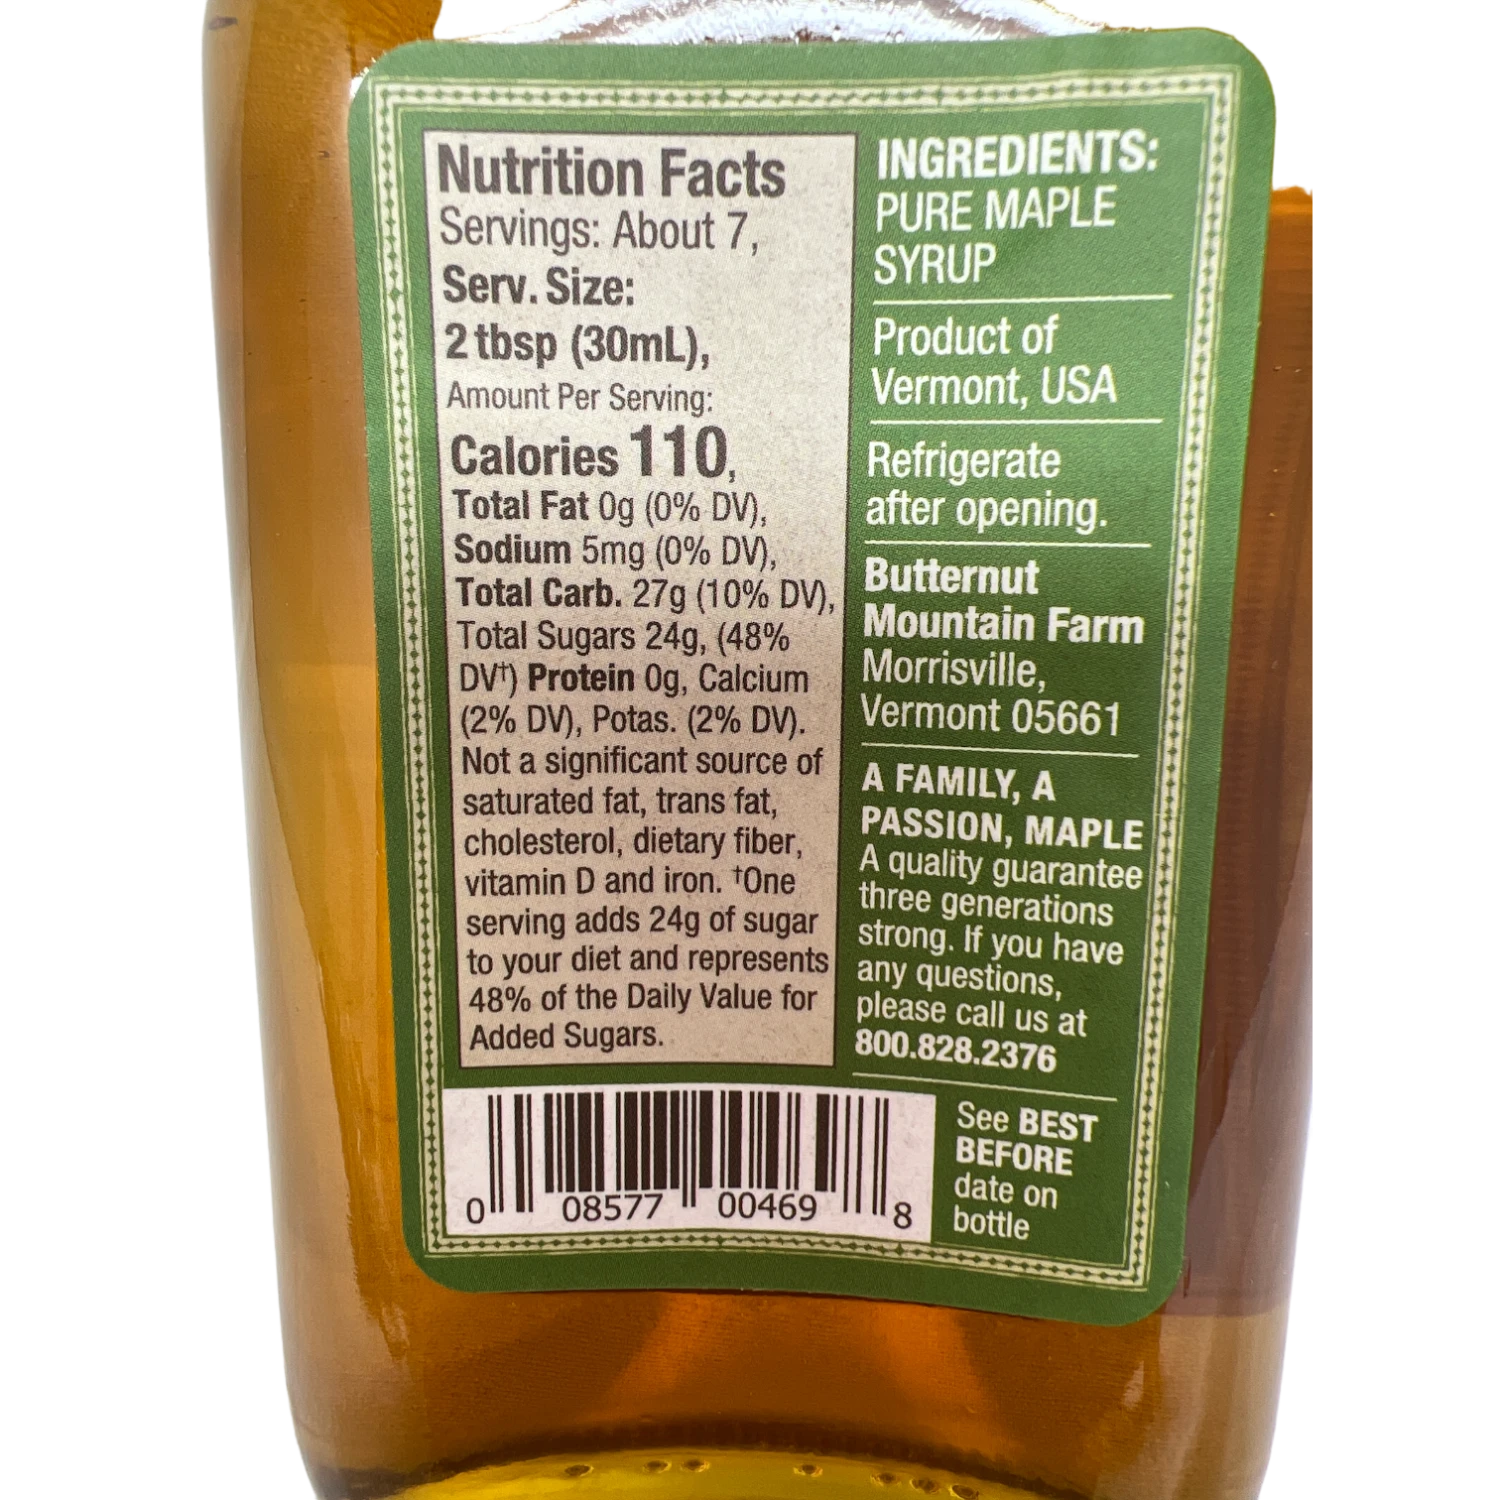 Nutrition Facts
Servings: About 7,
Serv. Size:
2 tbsp (30mL),
Amount Per Serving:
Calories 110,
Total Fat 0g (0% DV),
Sodium 5mg (0% DV),
Total Carb. 27g (10% DV),
Total Sugars 24g, (48%
DV†) Protein 0g, Calcium
(2% DV), Potas. (2% DV).
Not a significant source of
saturated fat, trans fat,
cholesterol, dietary fiber,
vitamin D and iron. †One
serving adds 24g of sugar
to your diet and represents
48% of the Daily Value for
Added Sugars.
INGREDIENTS:
PURE MAPLE
SYRUP
Product of
Vermont, USA
Refrigerate
after opening.
Butternut
Mountain Farm
Morrisville,
Vermont 05661
A FAMILY, A
PASSION, MAPLE
A quality guarantee
three generations
strong. If you have
any questions,
please call us at
800.828.2376
0 08577 00469 8
See BEST
BEFORE
date on
bottle